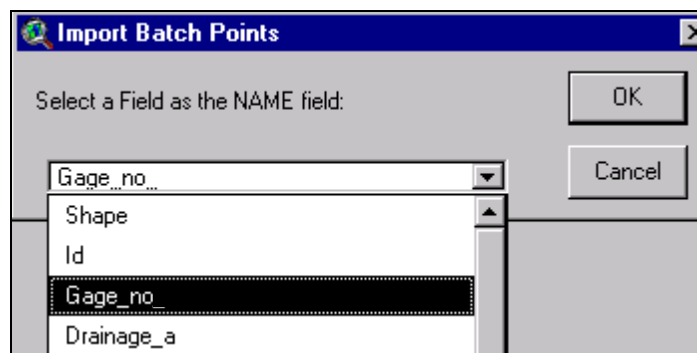 Import Batch Points
Select a Field as the NAME field:
OK
Gage_no_
Cancel
Shape
Id
Gage_no_
Drainage_a